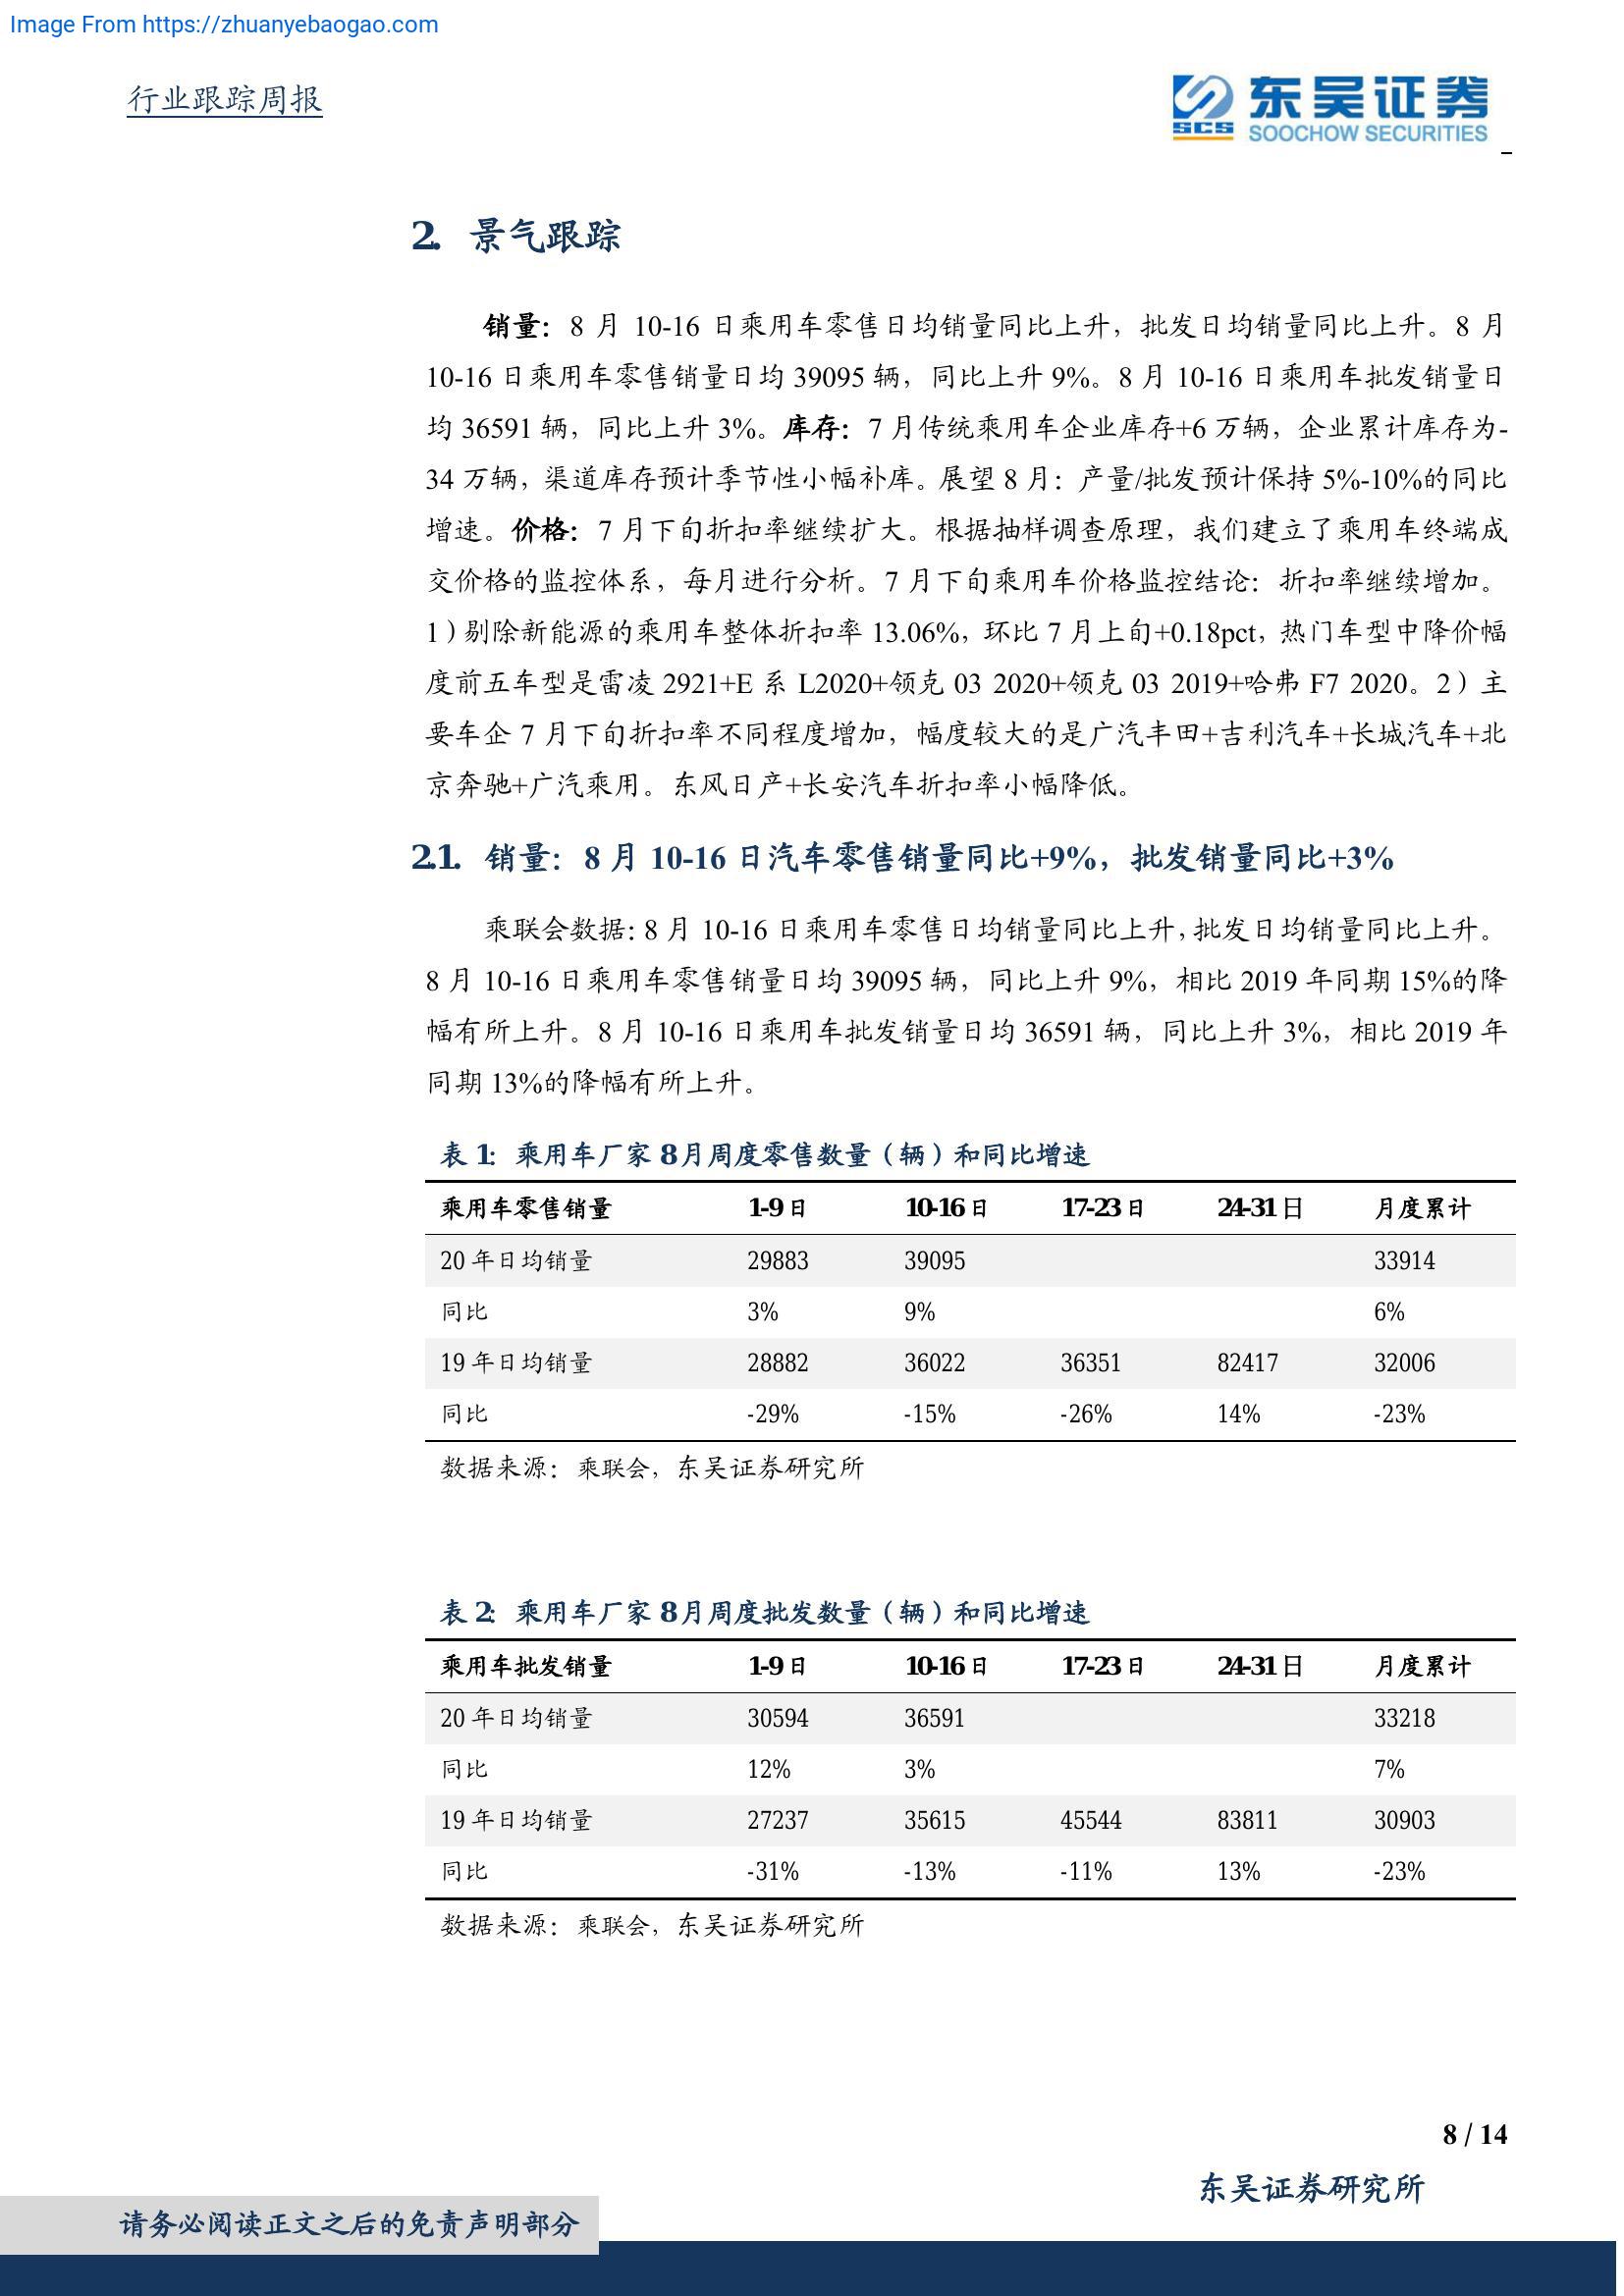 Image From https://zhuanyebaogao.com
行业跟踪周报
东吴证券
SCS
SOOCHOW SECURITIES
2. 景气跟踪
销量：8 月 10-16 日乘用车零售日均销量同比上升，批发日均销量同比上升。8 月
10-16 日乘用车零售销量日均 39095 辆，同比上升 9%。8 月 10-16 日乘用车批发销量日
均 36591 辆，同比上升 3%。库存：7 月传统乘用车企业库存+6 万辆，企业累计库存为-
34 万辆，渠道库存预计季节性小幅补库。展望 8 月：产量/批发预计保持 5%-10%的同比
增速。价格：7 月下旬折扣率继续扩大。根据抽样调查原理，我们建立了乘用车终端成
交价格的监控体系，每月进行分析。7 月下旬乘用车价格监控结论：折扣率继续增加。
1）剔除新能源的乘用车整体折扣率 13.06%，环比 7 月上旬+0.18pct，热门车型中降价幅
度前五车型是雷凌 2921+E 系 L2020+领克 03 2020+领克 03 2019+哈弗 F7 2020。2）主
要车企 7 月下旬折扣率不同程度增加，幅度较大的是广汽丰田+吉利汽车+长城汽车+北
京奔驰+广汽乘用。东风日产+长安汽车折扣率小幅降低。
2.1. 销量：8 月 10-16 日汽车零售销量同比+9%，批发销量同比+3%
乘联会数据：8 月 10-16 日乘用车零售日均销量同比上升，批发日均销量同比上升。
8 月 10-16 日乘用车零售销量日均 39095 辆，同比上升 9%，相比 2019 年同期 15%的降
幅有所上升。8 月 10-16 日乘用车批发销量日均 36591 辆，同比上升 3%，相比 2019 年
同期 13%的降幅有所上升。
表 1：乘用车厂家 8 月周度零售数量（辆）和同比增速
乘用车零售销量 1-9 日 10-16 日 17-23 日 24-31 日 月度累计
20 年日均销量 29883 39095 33914
同比 3% 9% 6%
19 年日均销量 28882 36022 36351 82417 32006
同比 -29% -15% -26% 14% -23%
数据来源：乘联会，东吴证券研究所
表 2：乘用车厂家 8 月周度批发数量（辆）和同比增速
乘用车批发销量 1-9 日 10-16 日 17-23 日 24-31 日 月度累计
20 年日均销量 30594 36591 33218
同比 12% 3% 7%
19 年日均销量 27237 35615 45544 83811 30903
同比 -31% -13% -11% 13% -23%
数据来源：乘联会，东吴证券研究所
8 / 14
东吴证券研究所
请务必阅读正文之后的免责声明部分